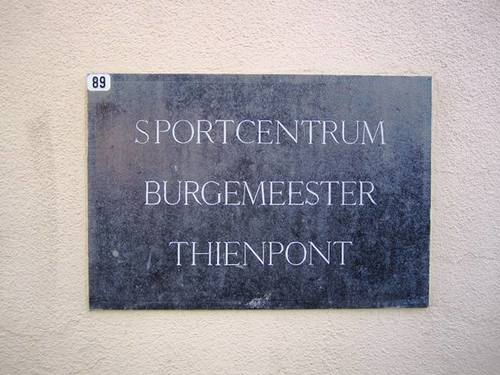 89
SPORTCENTRUM
BURGEMEESTER
THIENPONT